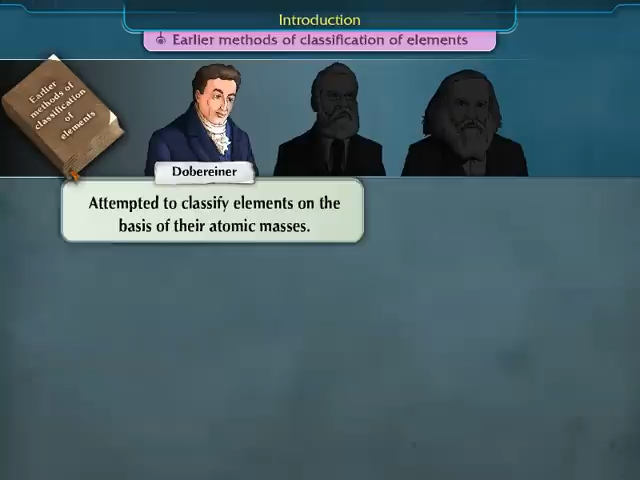 Introduction
Earlier methods of classification of elements
Earlier
methods of
classification
of
elements
Dobereiner
Attempted to classify elements on the
basis of their atomic masses.